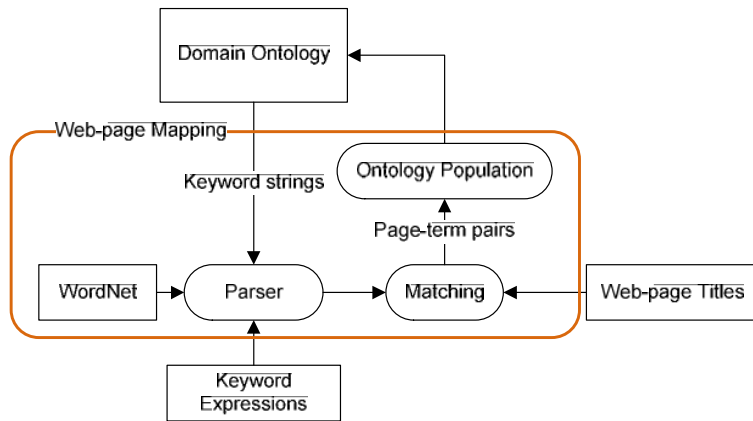 Domain Ontology
Web-page Mapping
Keyword strings
Ontology Population
Page-term pairs
WordNet
Parser
Matching
Web-page Titles
Keyword
Expressions